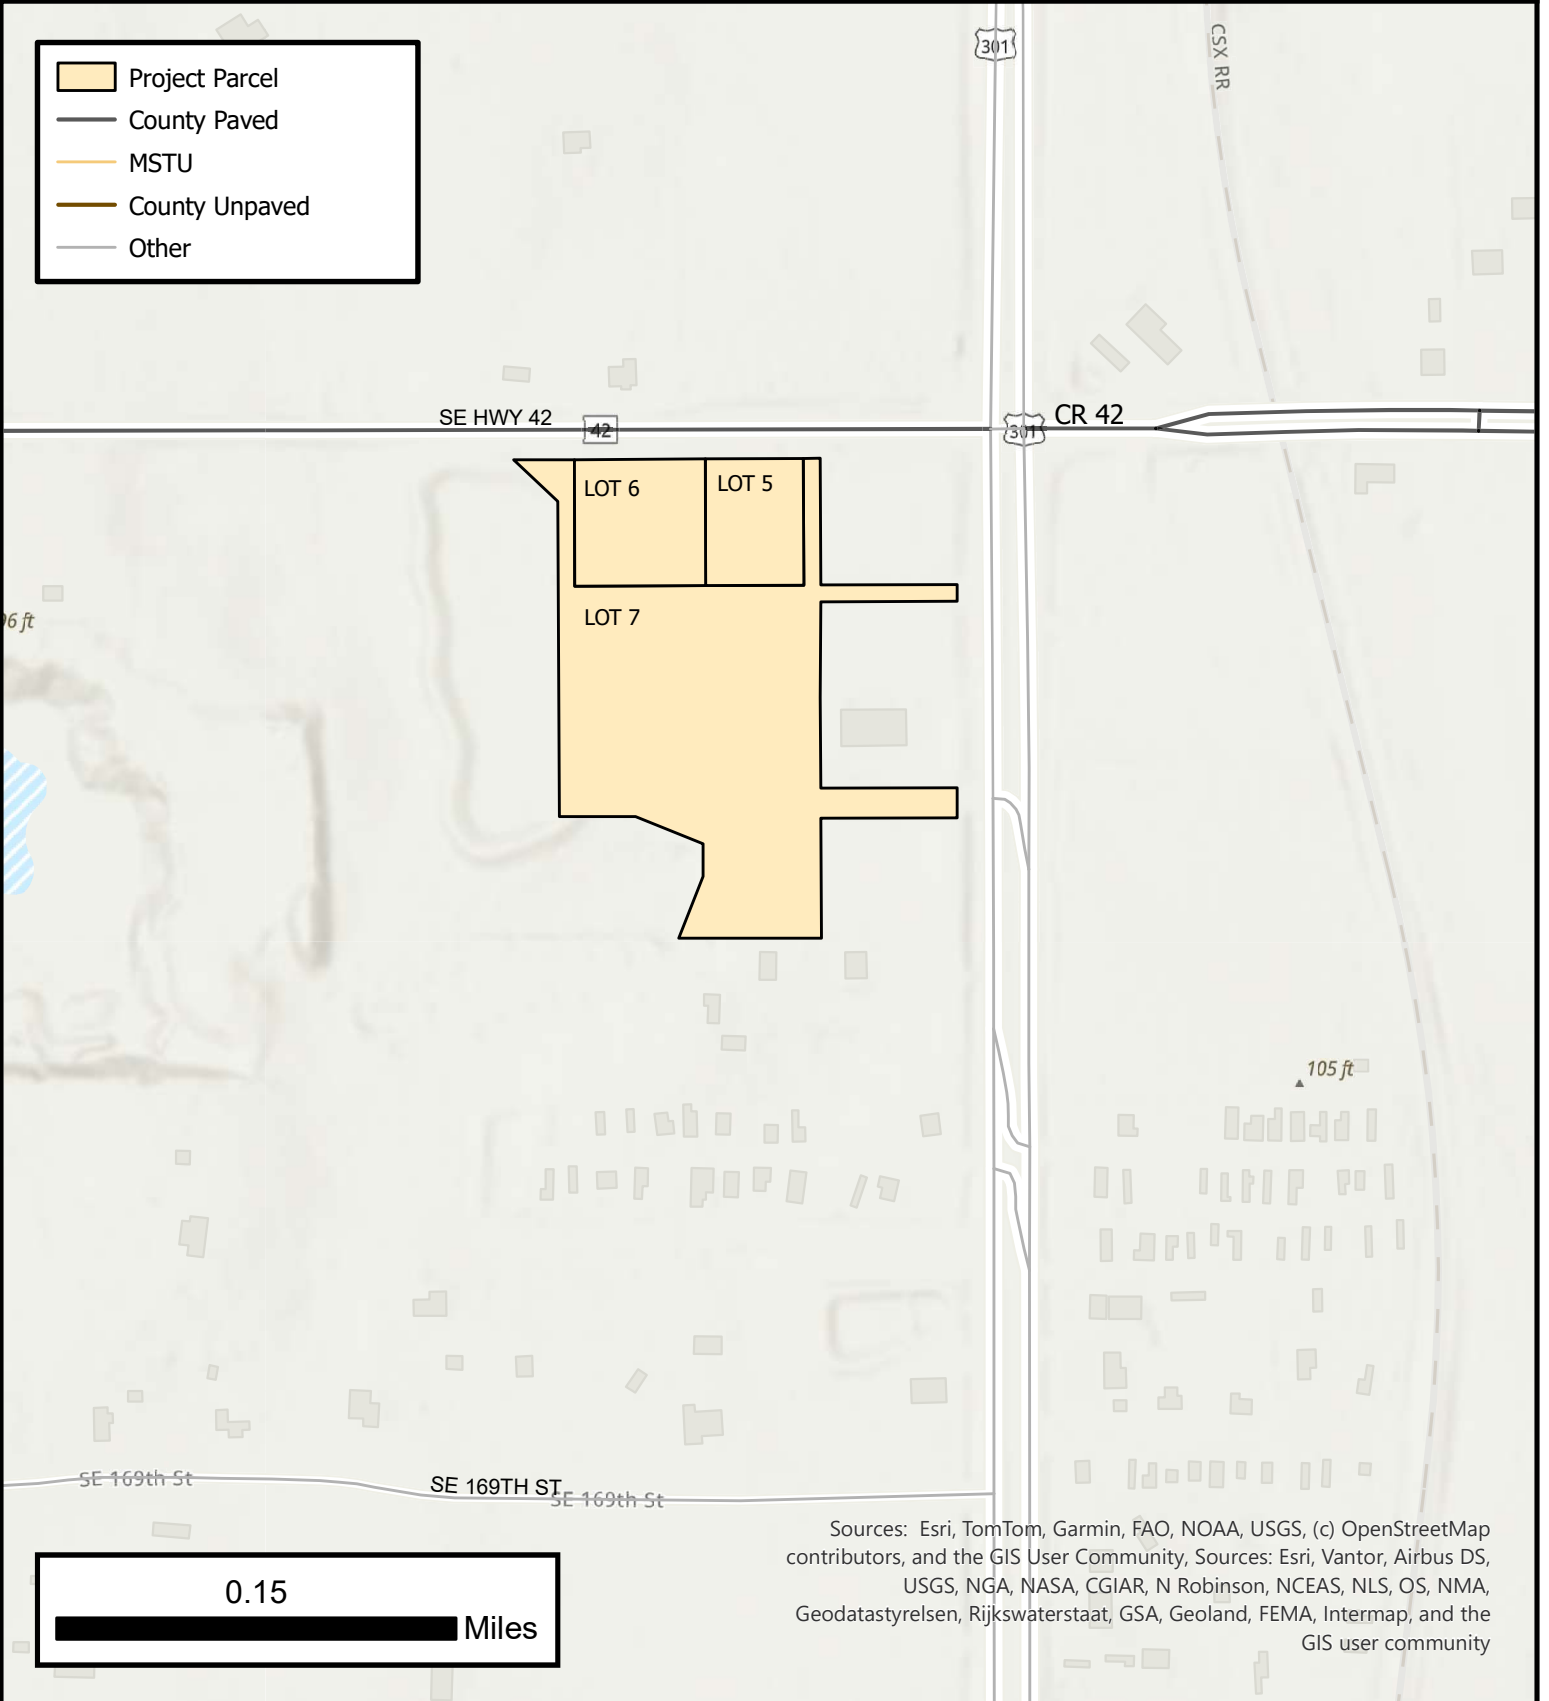 301
CSX RR
Project Parcel
County Paved
MSTU
County Unpaved
Other
SE HWY 42
42
301
CR 42
LOT 6
LOT 5
LOT 7
96 ft
105 ft
SE 169th St
SE 169TH ST
SE 169th St
Sources: Esri, TomTom, Garmin, FAO, NOAA, USGS, (c) OpenStreetMap
contributors, and the GIS User Community, Sources: Esri, Vantor, Airbus DS,
USGS, NGA, NASA, CGIAR, N Robinson, NCEAS, NLS, OS, NMA,
Geodatastyrelsen, Rijkswaterstaat, GSA, Geoland, FEMA, Intermap, and the
GIS user community
0.15
Miles